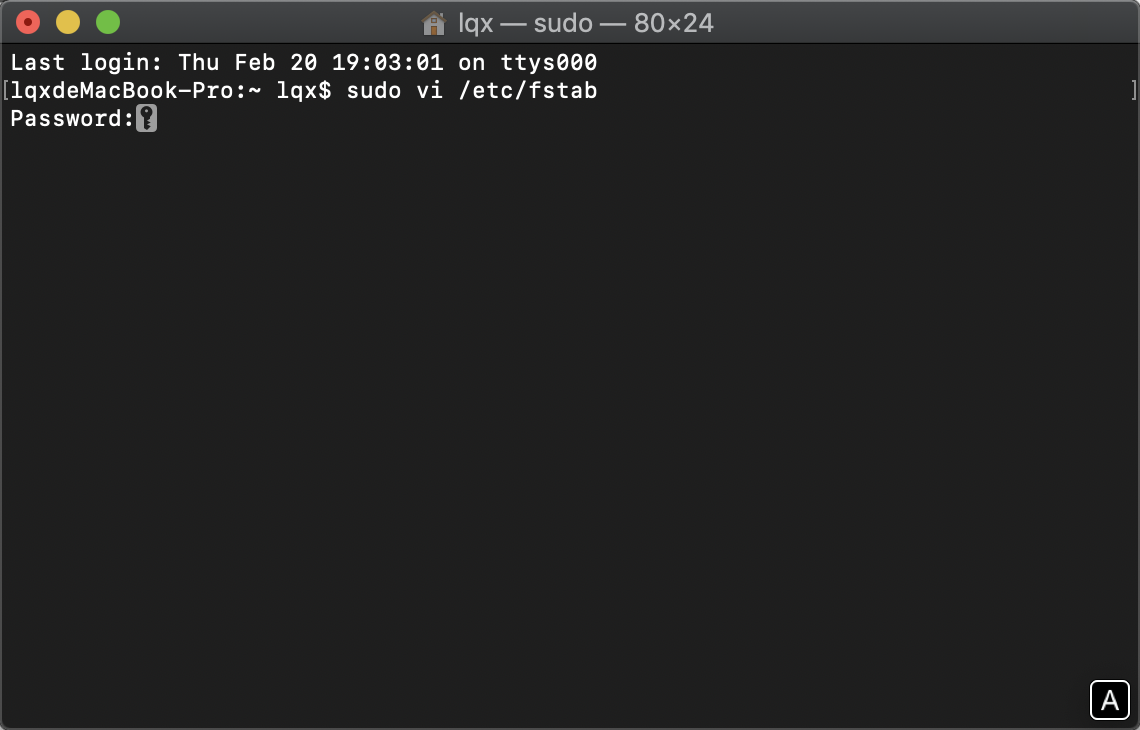 lqx — sudo — 80×24
Last login: Thu Feb 20 19:03:01 on ttys000
[lqxdeMacBook-Pro:~ lqx$ sudo vi /etc/fstab ]
Password:
A